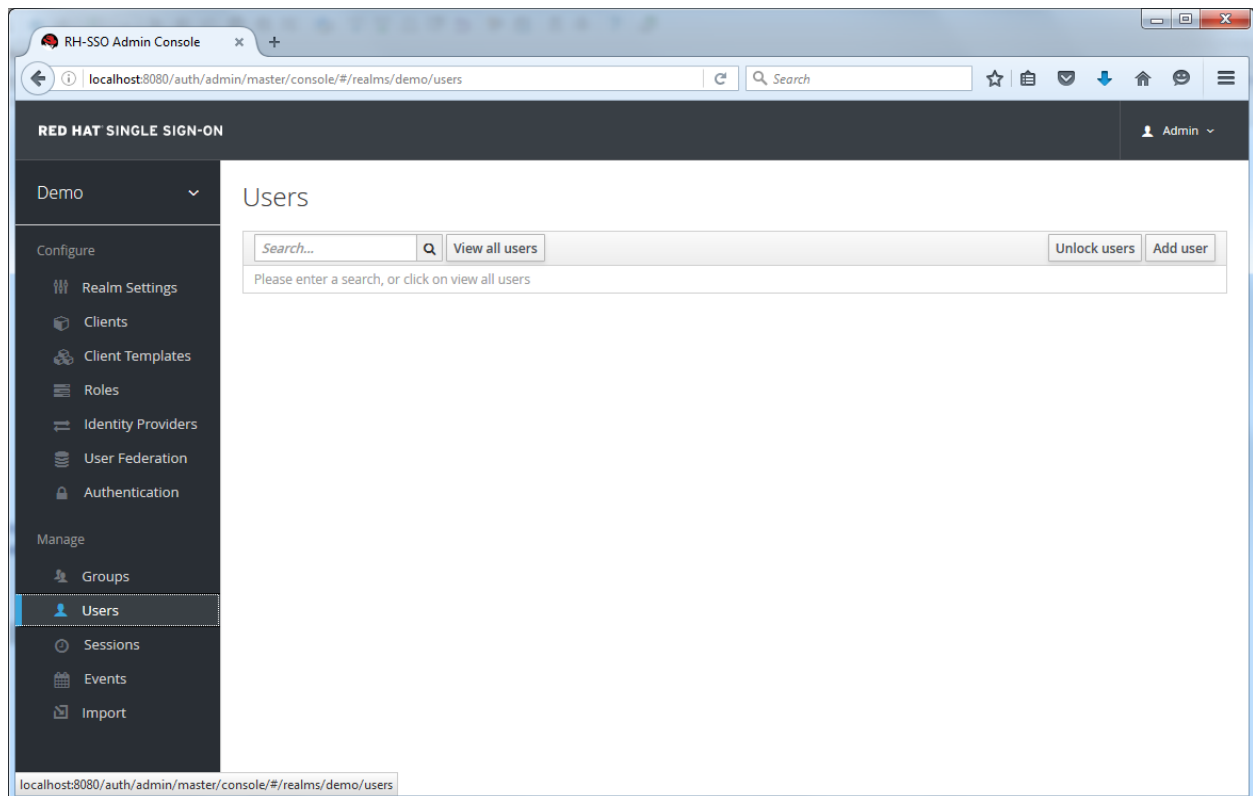 RH-SSO Admin Console
localhost:8080/auth/admin/master/console/#/realms/demo/users
Search
RED HAT SINGLE SIGN-ON
Admin
Demo
Users
Search...
View all users
Unlock users
Add user
Please enter a search, or click on view all users
Configure
Realm Settings
Clients
Client Templates
Roles
Identity Providers
User Federation
Authentication
Manage
Groups
Users
Sessions
Events
Import
localhost:8080/auth/admin/master/console/#/realms/demo/users